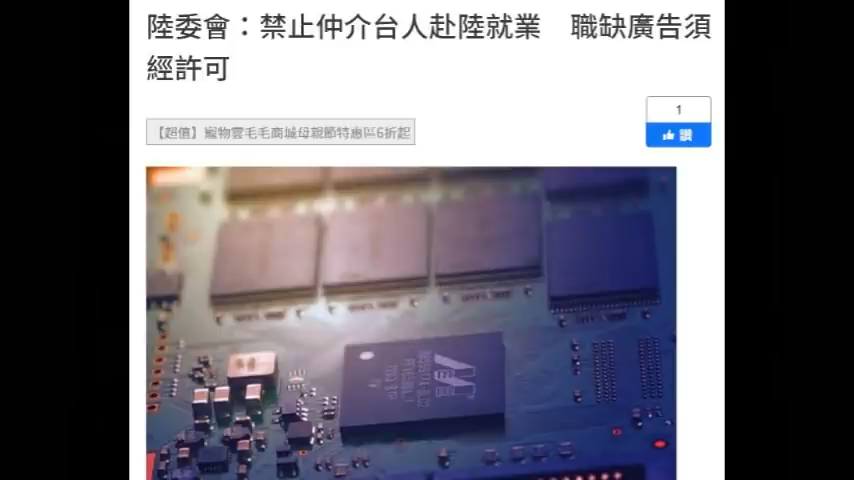 陸委會：禁止仲介台人赴陸就業　職缺廣告須
經許可
1
【超值】寵物雲毛毛商城母親節特惠區6折起
讚